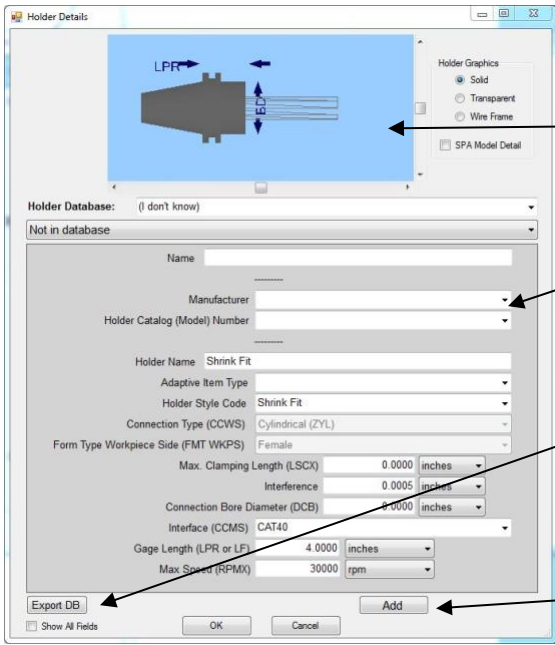 Holder Details
LPR
BD
Holder Graphics
Solid
Transparent
Wire Frame
SPA Model Detail
Holder Database: (I don't know)
Not in database
Name
--------
Manufacturer
Holder Catalog (Model) Number
---------
Holder Name Shrink Fit
Adaptive Item Type
Holder Style Code Shrink Fit
Connection Type (CCWS) Cylindrical (ZYL)
Form Type Workpiece Side (FMT WKPS) Female
Max. Clamping Length (LSCX) 0.0000 inches
Interference 0.0005 inches
Connection Bore Diameter (DCB) 0.0000 inches
Interface (CCMS) CAT40
Gage Length (LPR or LF) 4.0000 inches
Max Speed (RPMX) 30000 rpm
Export DB Add
Show All Fields OK Cancel